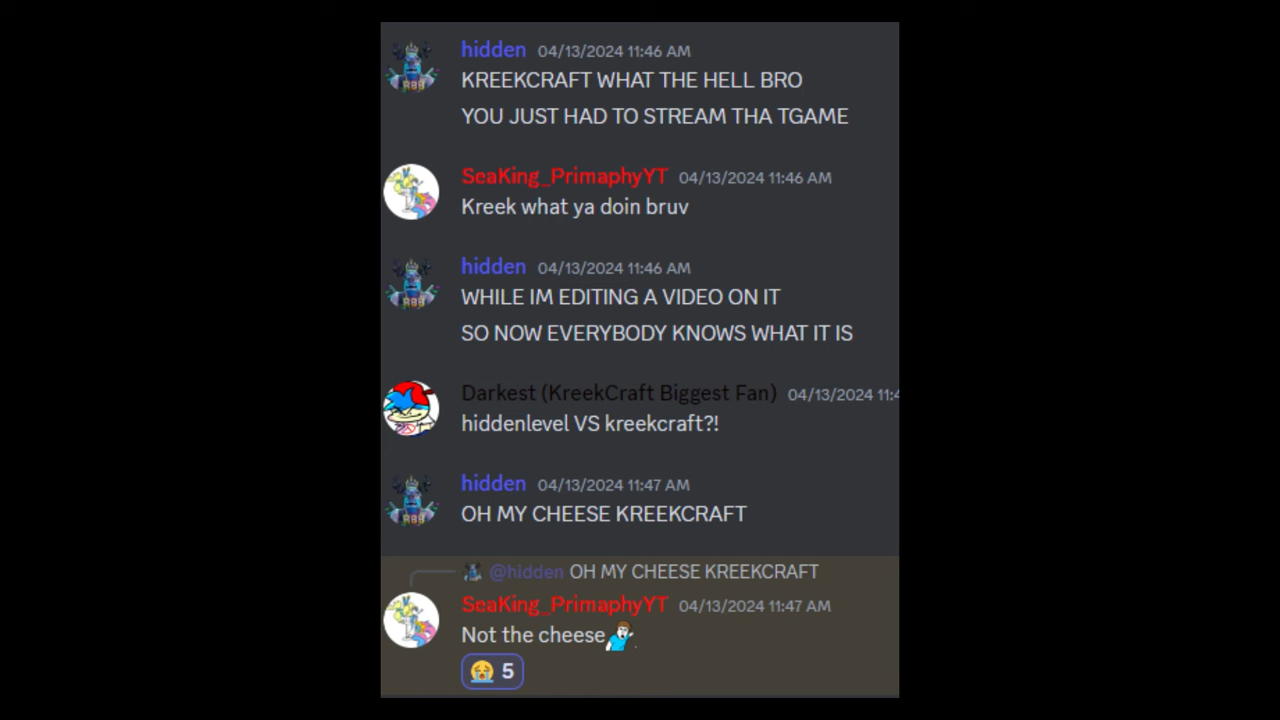 hidden 04/13/2024 11:46 AM
KREEKCRAFT WHAT THE HELL BRO
YOU JUST HAD TO STREAM THA TGAME
SeaKing_PrimaphyYT 04/13/2024 11:46 AM
Kreek what ya doin bruv
hidden 04/13/2024 11:46 AM
WHILE IM EDITING A VIDEO ON IT
SO NOW EVERYBODY KNOWS WHAT IT IS
Darkest (KreekCraft Biggest Fan) 04/13/2024 11:4
hiddenlevel VS kreekcraft?!
hidden 04/13/2024 11:47 AM
OH MY CHEESE KREEKCRAFT
@hidden OH MY CHEESE KREEKCRAFT
SeaKing_PrimaphyYT 04/13/2024 11:47 AM
Not the cheese
5